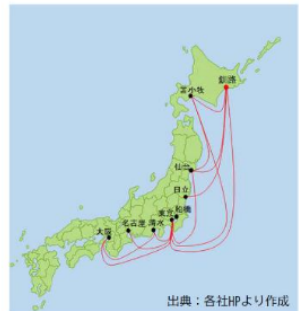 釧路
苫小牧
仙台
日立
船橋
東京
名古屋
清水
大阪
出典：各社HPより作成